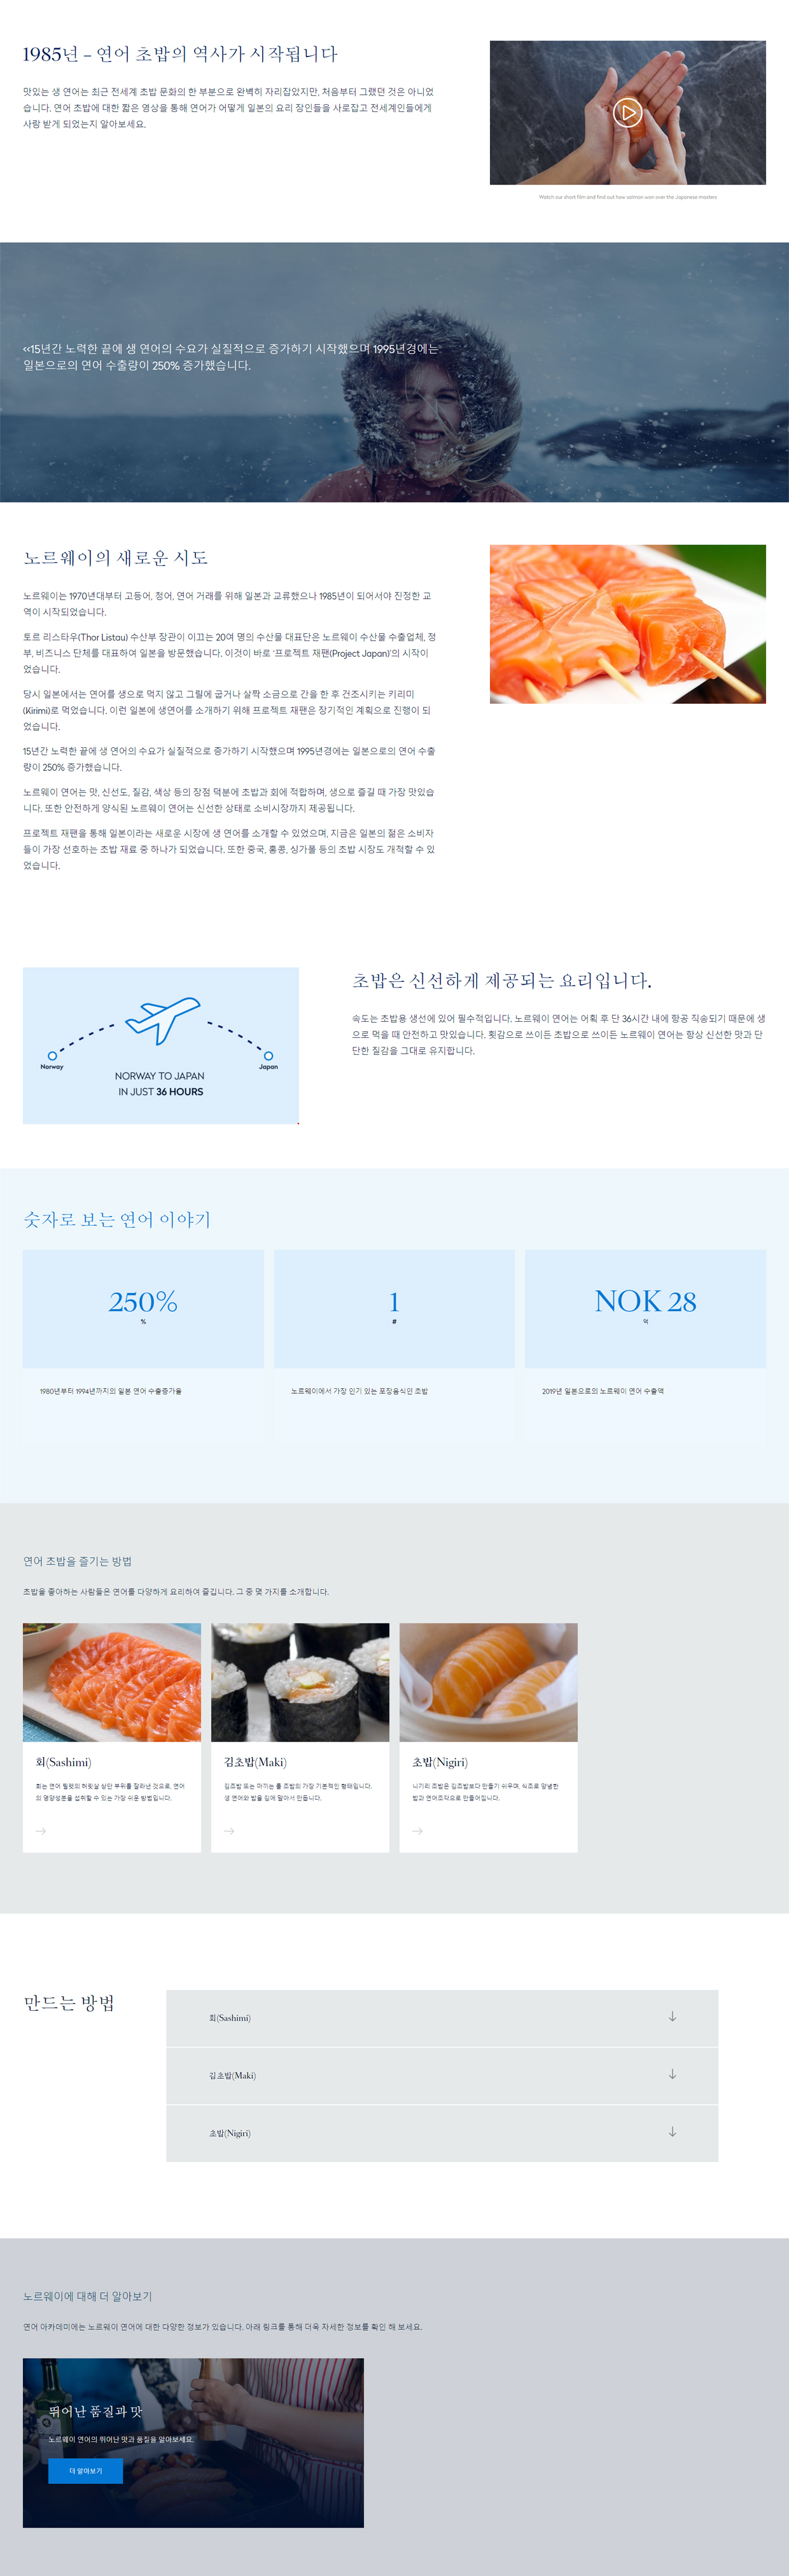 1985년 – 연어 초밥의 역사가 시작됩니다
맛있는 생 연어는 최근 전세계 초밥 문화의 한 부분으로 완벽히 자리잡았지만, 처음부터 그랬던 것은 아니었
습니다. 연어 초밥에 대한 짧은 영상을 통해 연어가 어떻게 일본의 요리 장인들을 사로잡고 전세계인들에게
사랑 받게 되었는지 알아보세요.
Watch our short film and find out how salmon won over the Japanese masters
<<15년간 노력한 끝에 생 연어의 수요가 실질적으로 증가하기 시작했으며 1995년경에는
일본으로의 연어 수출량이 250% 증가했습니다.
노르웨이의 새로운 시도
노르웨이는 1970년대부터 고등어, 청어, 연어 거래를 위해 일본과 교류했으나 1985년이 되어서야 진정한 교
역이 시작되었습니다.
토르 리스타우(Thor Listau) 수산부 장관이 이끄는 20여 명의 수산물 대표단은 노르웨이 수산물 수출업체, 정
부, 비즈니스 단체를 대표하여 일본을 방문했습니다. 이것이 바로 '프로젝트 재팬(Project Japan)'의 시작이
었습니다.
당시 일본에서는 연어를 생으로 먹지 않고 그릴에 굽거나 살짝 소금으로 간을 한 후 건조시키는 키리미
(Kirimi)로 먹었습니다. 이런 일본에 생연어를 소개하기 위해 프로젝트 재팬은 장기적인 계획으로 진행이 되
었습니다.
15년간 노력한 끝에 생 연어의 수요가 실질적으로 증가하기 시작했으며 1995년경에는 일본으로의 연어 수출
량이 250% 증가했습니다.
노르웨이 연어는 맛, 신선도, 질감, 색상 등의 장점 덕분에 초밥과 회에 적합하며, 생으로 즐길 때 가장 맛있습
니다. 또한 안전하게 양식된 노르웨이 연어는 신선한 상태로 소비시장까지 제공됩니다.
프로젝트 재팬을 통해 일본이라는 새로운 시장에 생 연어를 소개할 수 있었으며, 지금은 일본의 젊은 소비자
들이 가장 선호하는 초밥 재료 중 하나가 되었습니다. 또한 중국, 홍콩, 싱가폴 등의 초밥 시장도 개척할 수 있
었습니다.
초밥은 신선하게 제공되는 요리입니다.
속도는 초밥용 생선에 있어 필수적입니다. 노르웨이 연어는 어획 후 단 36시간 내에 항공 직송되기 때문에 생
으로 먹을 때 안전하고 맛있습니다. 횟감으로 쓰이든 초밥으로 쓰이든 노르웨이 연어는 항상 신선한 맛과 단
단한 질감을 그대로 유지합니다.
Norway
Japan
NORWAY TO JAPAN
IN JUST 36 HOURS
숫자로 보는 연어 이야기
250%
%
1980년부터 1994년까지의 일본 연어 수출증가율
1
#
노르웨이에서 가장 인기 있는 포장음식인 초밥
NOK 28
억
2019년 일본으로의 노르웨이 연어 수출액
연어 초밥을 즐기는 방법
초밥을 좋아하는 사람들은 연어를 다양하게 요리하여 즐깁니다. 그 중 몇 가지를 소개합니다.
회(Sashimi)
회는 연어 필렛의 허릿살 상단 부위를 잘라낸 것으로, 연어
의 영양성분을 섭취할 수 있는 가장 쉬운 방법입니다.
김초밥(Maki)
김초밥 또는 마끼는 롤 초밥의 가장 기본적인 형태입니다.
생 연어와 밥을 김에 말아서 만듭니다.
초밥(Nigiri)
니기리 초밥은 김초밥보다 만들기 쉬우며, 식초로 양념한
밥과 연어조각으로 만들어집니다.
만드는 방법
회(Sashimi)
김초밥(Maki)
초밥(Nigiri)
노르웨이에 대해 더 알아보기
연어 아카데미에는 노르웨이 연어에 대한 다양한 정보가 있습니다. 아래 링크를 통해 더욱 자세한 정보를 확인 해 보세요.
뛰어난 품질과 맛
노르웨이 연어의 뛰어난 맛과 품질을 알아보세요.
더 알아보기